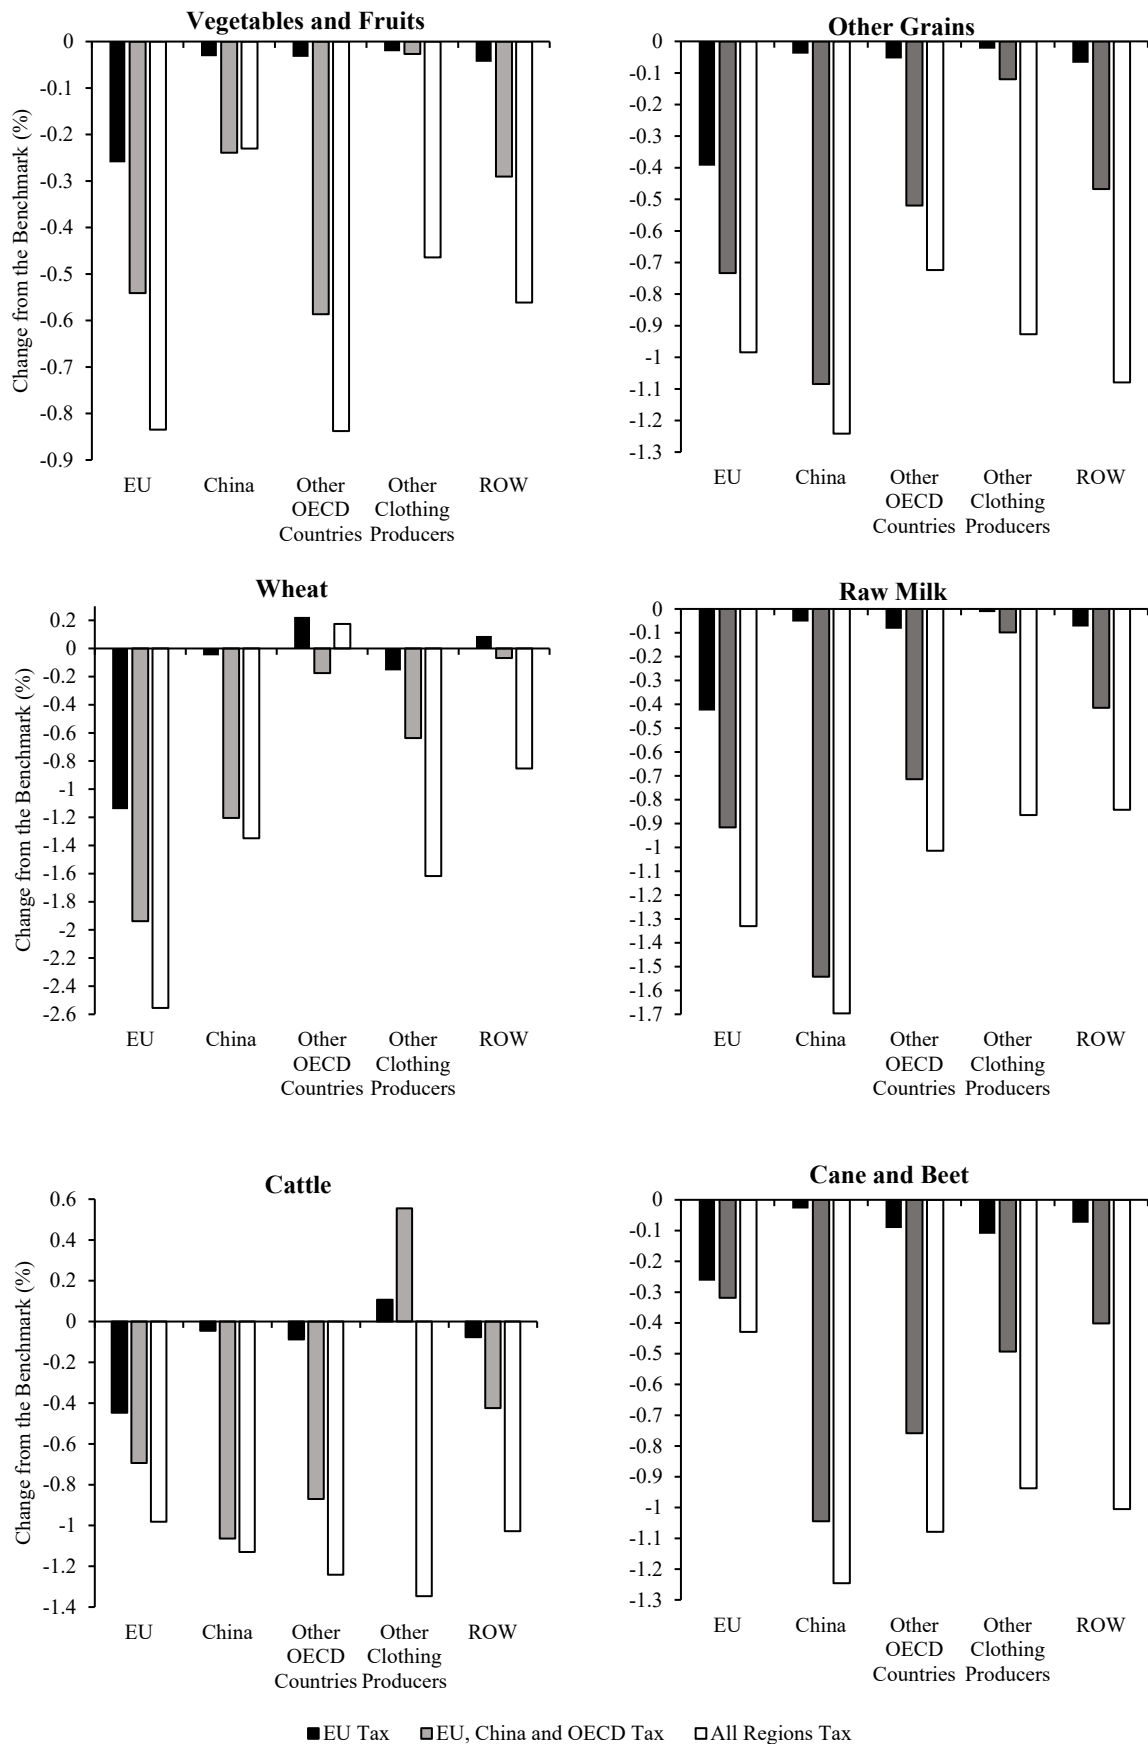 Vegetables and Fruits
Change from the Benchmark (%)
0
-0.1
-0.2
-0.3
-0.4
-0.5
-0.6
-0.7
-0.8
-0.9
EU
China
Other
OECD
Countries
Other
Clothing
Producers
ROW
Other Grains
0
-0.1
-0.2
-0.3
-0.4
-0.5
-0.6
-0.7
-0.8
-0.9
-1
-1.1
-1.2
-1.3
EU
China
Other
OECD
Countries
Other
Clothing
Producers
ROW
Wheat
Change from the Benchmark (%)
0.2
0
-0.2
-0.4
-0.6
-0.8
-1
-1.2
-1.4
-1.6
-1.8
-2
-2.2
-2.4
-2.6
EU
China
Other
OECD
Countries
Other
Clothing
Producers
ROW
Raw Milk
0
-0.1
-0.2
-0.3
-0.4
-0.5
-0.6
-0.7
-0.8
-0.9
-1
-1.1
-1.2
-1.3
-1.4
-1.5
-1.6
-1.7
EU
China
Other
OECD
Countries
Other
Clothing
Producers
ROW
Cattle
Change from the Benchmark (%)
0.6
0.4
0.2
0
-0.2
-0.4
-0.6
-0.8
-1
-1.2
-1.4
EU
China
Other
OECD
Countries
Other
Clothing
Producers
ROW
Cane and Beet
0
-0.1
-0.2
-0.3
-0.4
-0.5
-0.6
-0.7
-0.8
-0.9
-1
-1.1
-1.2
-1.3
EU
China
Other
OECD
Countries
Other
Clothing
Producers
ROW
EU Tax
EU, China and OECD Tax
All Regions Tax